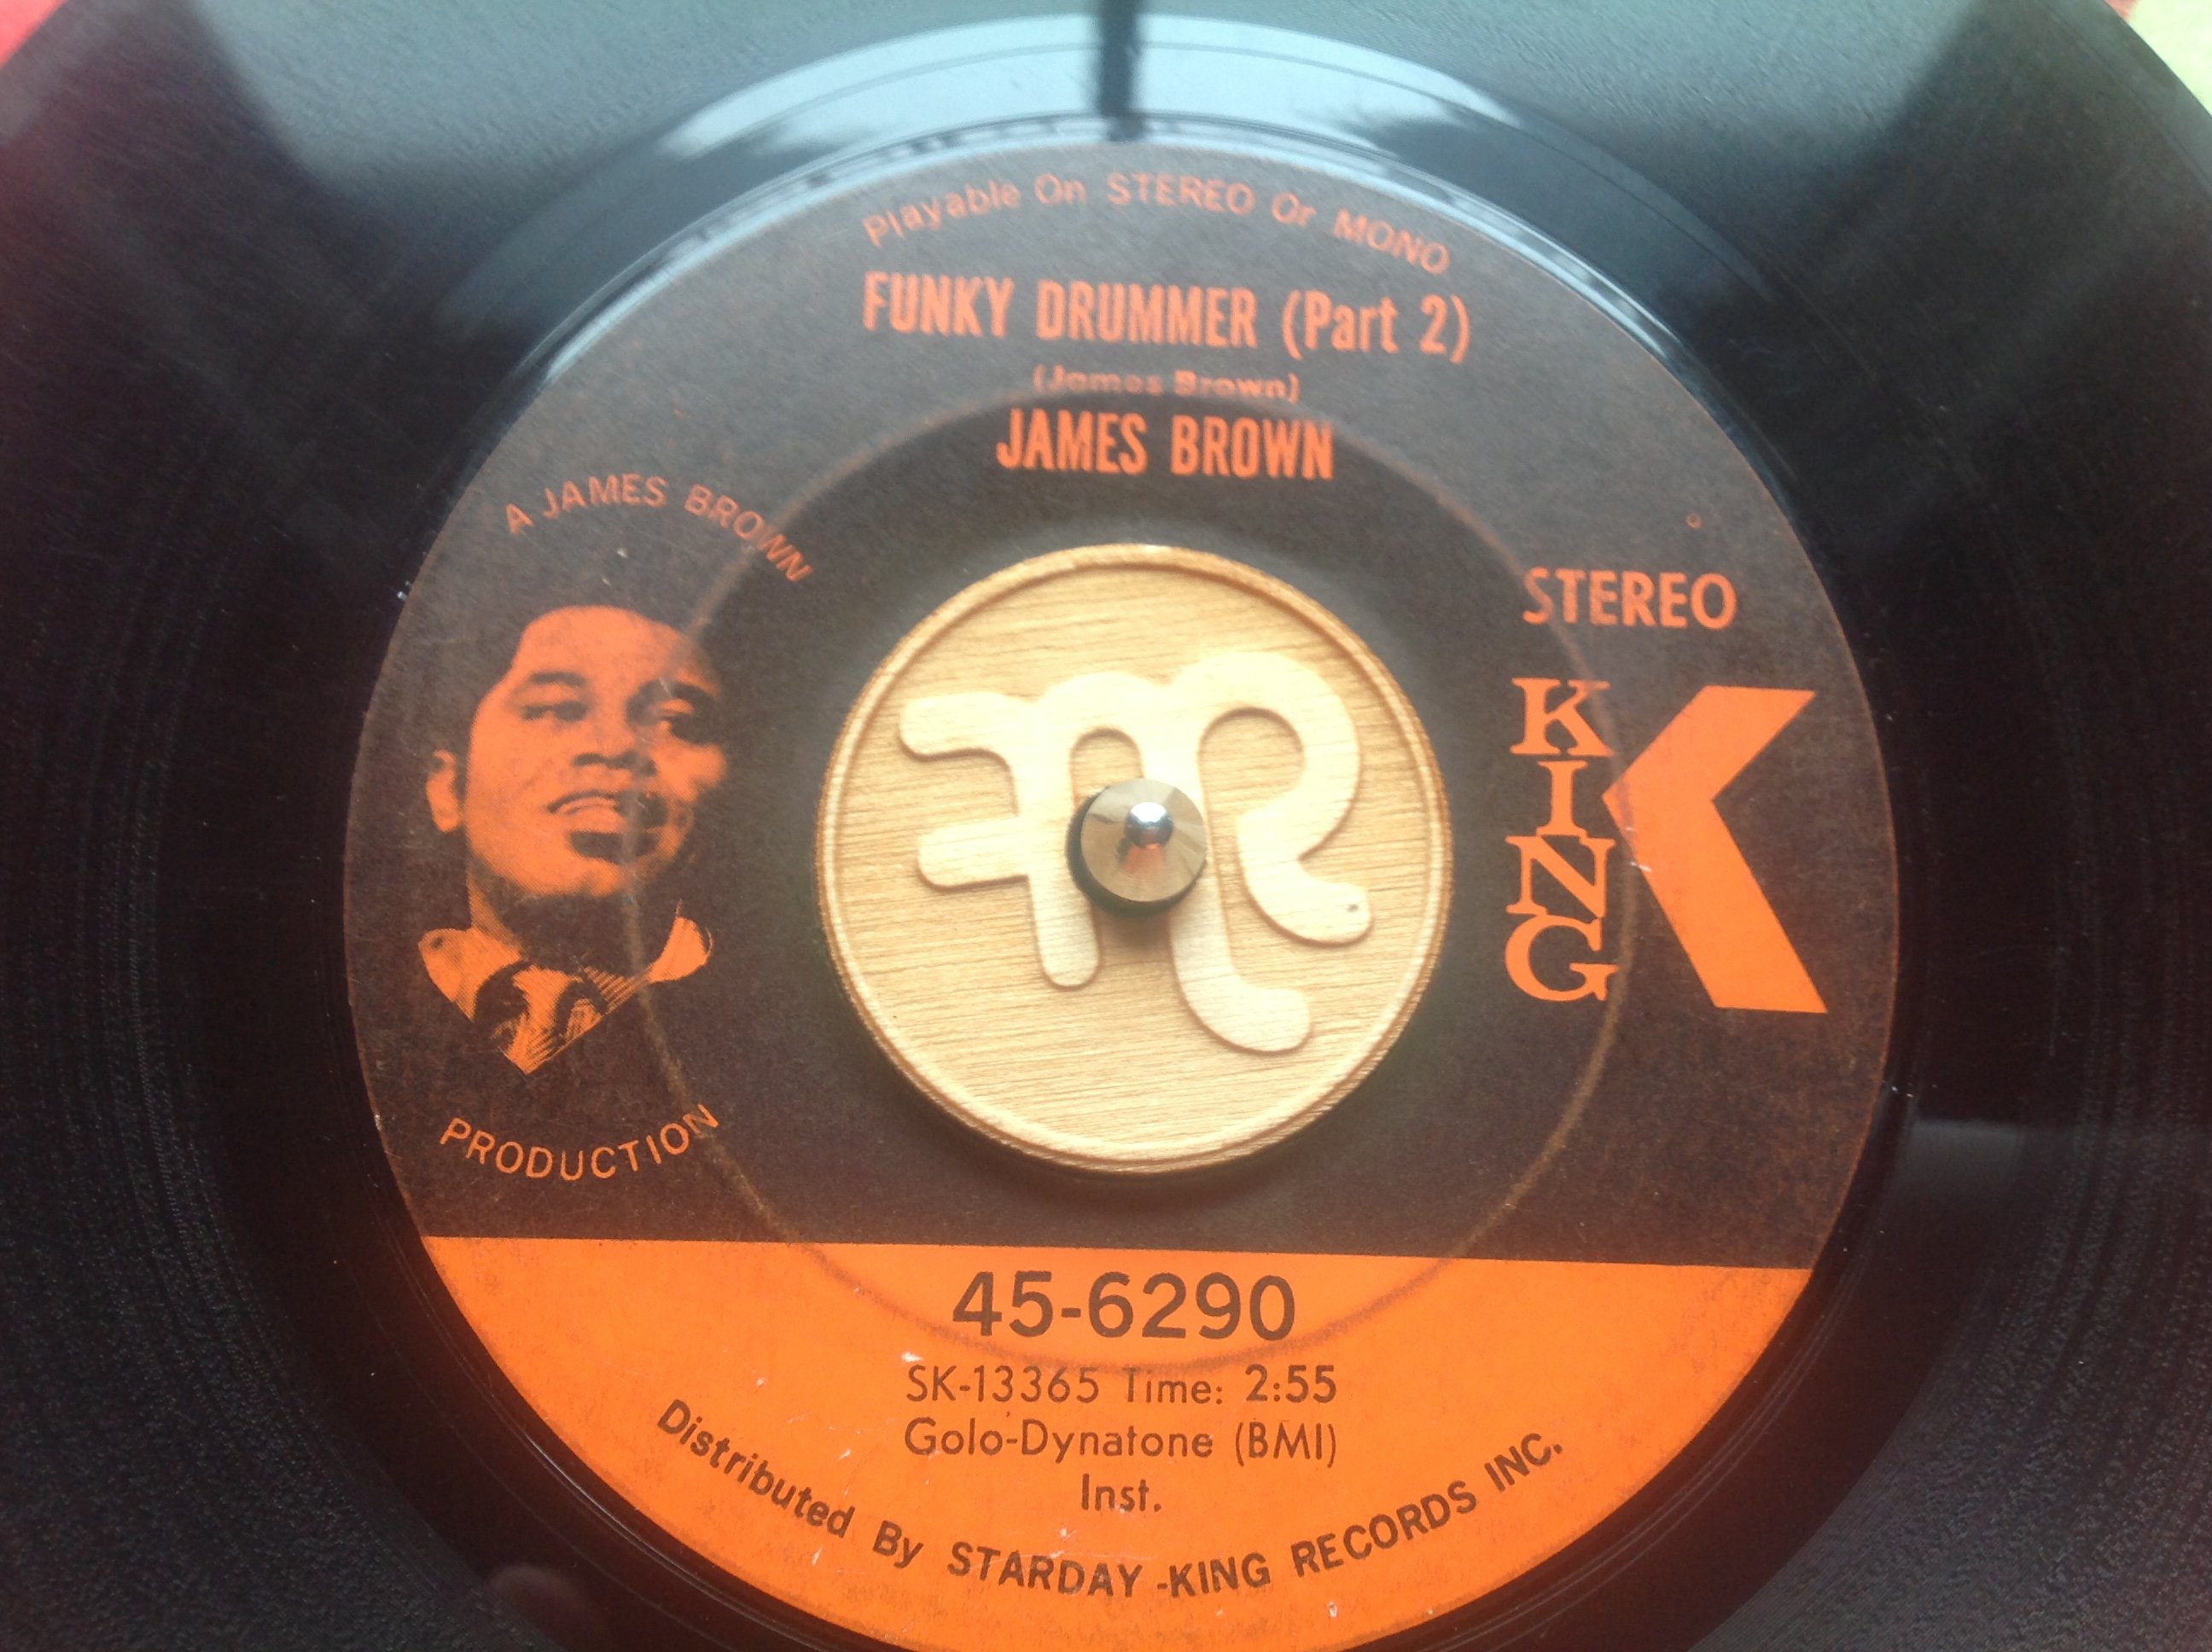 Playable On STEREO Or MONO
FUNKY DRUMMER (Part 2)
(James Brown)
JAMES BROWN
A JAMES BROWN
PRODUCTION
STEREO
KING
K
45-6290
SK-13365 Time: 2:55
Golo-Dynatone (BMI)
Inst.
Distributed By STARDAY-KING RECORDS INC.